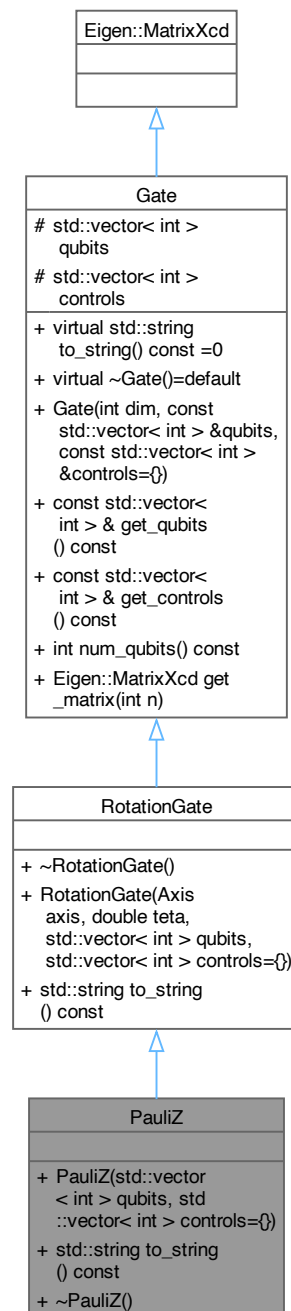 Eigen::MatrixXcd
Gate
# std::vector< int >
qubits
# std::vector< int >
controls
+ virtual std::string
to_string() const =0
+ virtual ~Gate()=default
+ Gate(int dim, const
std::vector< int > &qubits,
const std::vector< int >
&controls={})
+ const std::vector<
int > & get_qubits
() const
+ const std::vector<
int > & get_controls
() const
+ int num_qubits() const
+ Eigen::MatrixXcd get
_matrix(int n)
RotationGate
+ ~RotationGate()
+ RotationGate(Axis
axis, double teta,
std::vector< int > qubits,
std::vector< int > controls={})
+ std::string to_string
() const
PauliZ
+ PauliZ(std::vector
< int > qubits, std
::vector< int > controls={})
+ std::string to_string
() const
+ ~PauliZ()